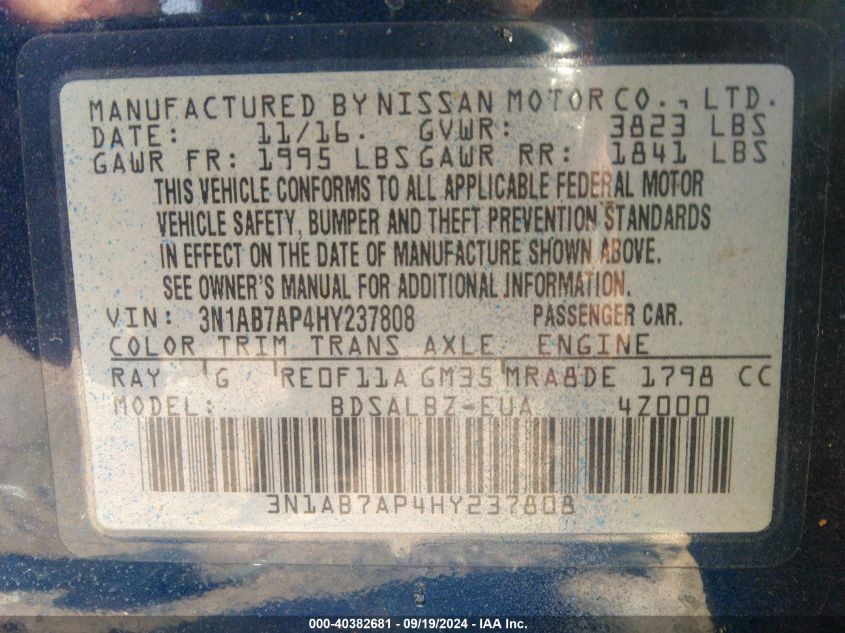 MANUFACTURED BY NISSAN MOTOR CO., LTD.
DATE: 11/16. GVWR: 3823 LBS
GAWR FR: 1995 LBS GAWR RR: 1841 LBS
THIS VEHICLE CONFORMS TO ALL APPLICABLE FEDERAL MOTOR
VEHICLE SAFETY, BUMPER AND THEFT PREVENTION STANDARDS
IN EFFECT ON THE DATE OF MANUFACTURE SHOWN ABOVE.
SEE OWNER'S MANUAL FOR ADDITIONAL INFORMATION.
VIN: 3N1AB7AP4HY237808 PASSENGER CAR.
COLOR TRIM TRANS AXLE ENGINE
RAY G RE0F11A GM35 MRA8DE 1798 CC
MODEL: BDSALBZ-EUA 4Z000
3N1AB7AP4HY237808
000-40382681 - 09/19/2024 - IAA Inc.